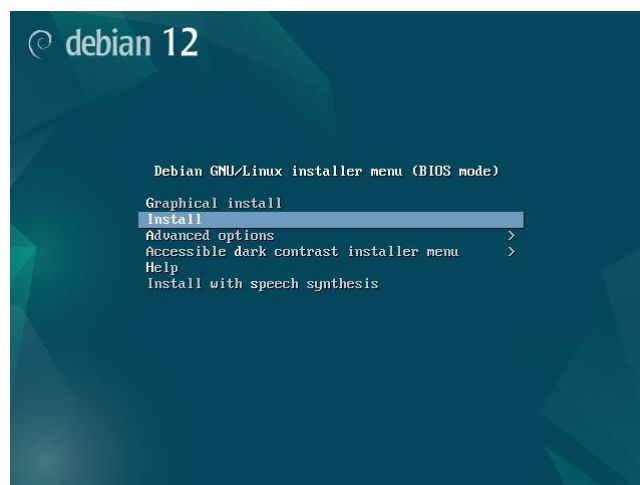 debian 12
Debian GNU/Linux installer menu (BIOS mode)
Graphical install
Install
Advanced options >
Accessible dark contrast installer menu >
Help
Install with speech synthesis